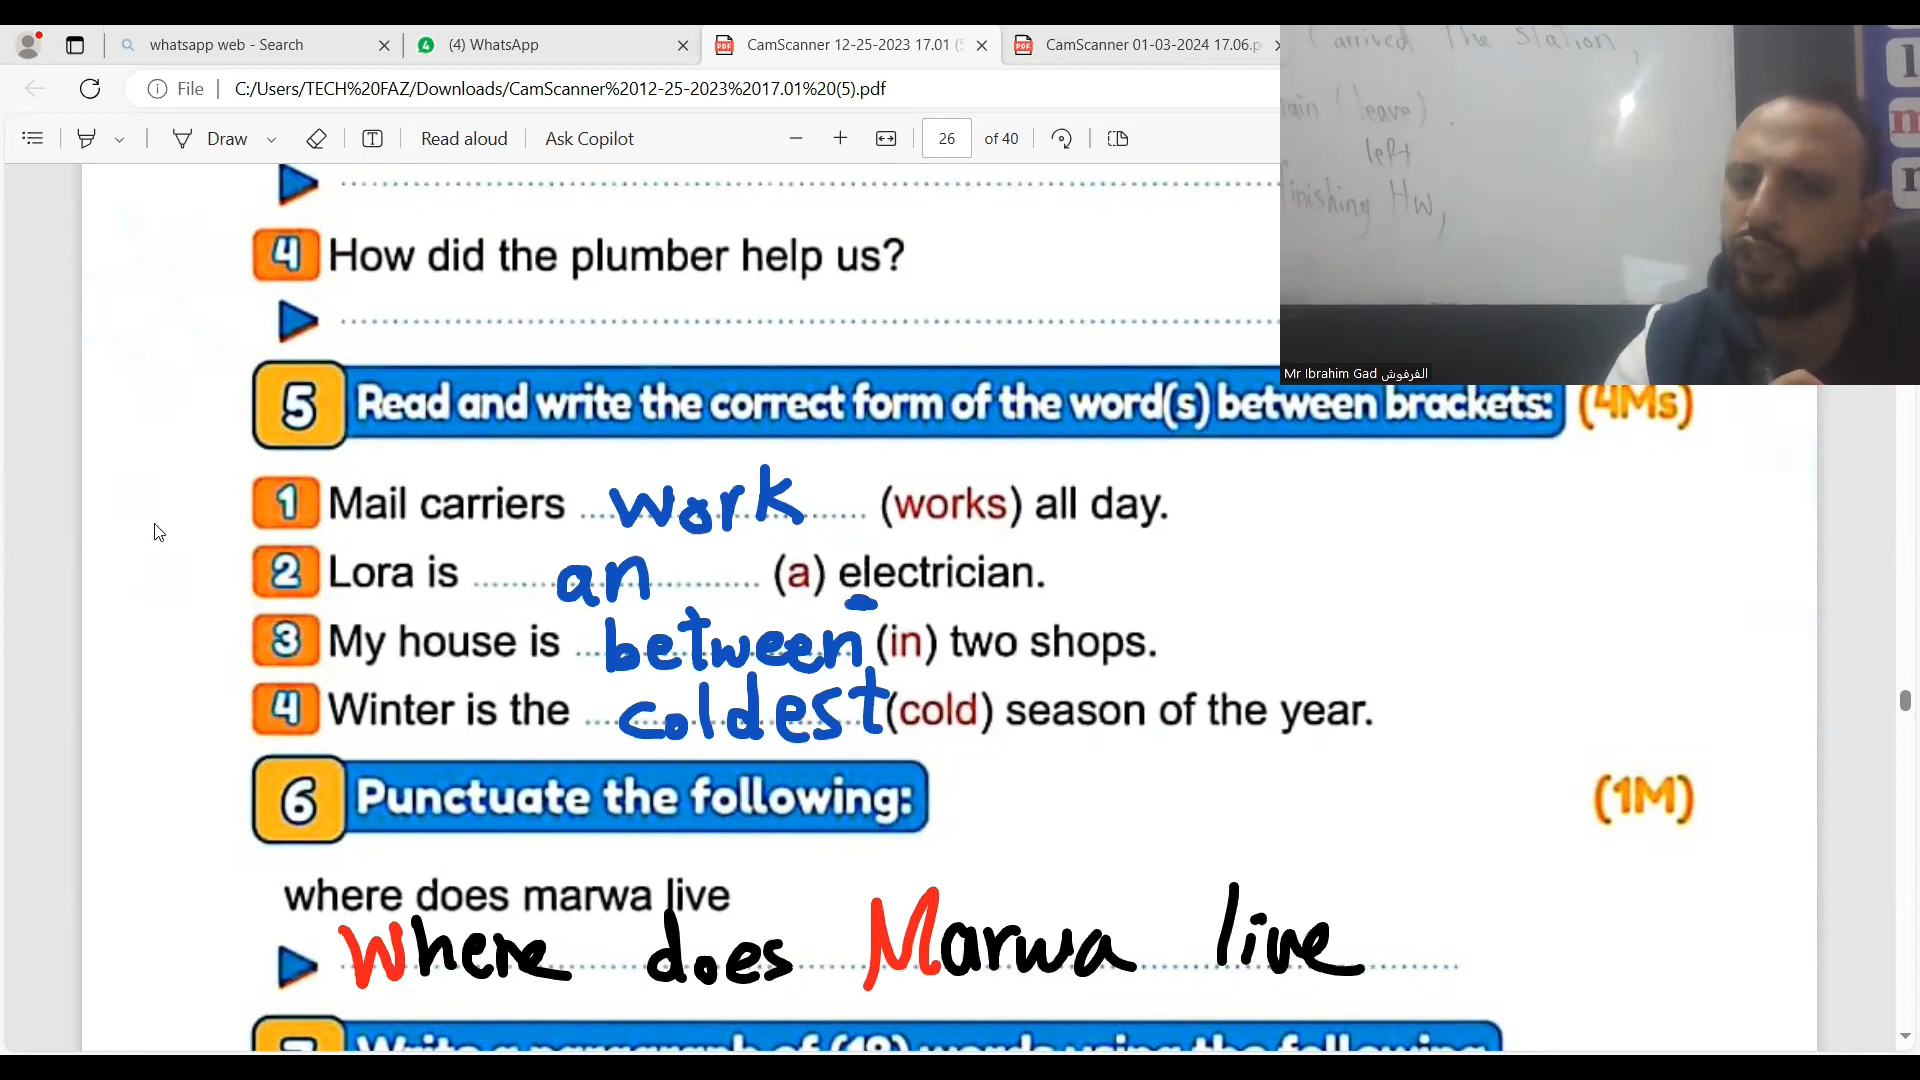 whatsapp web - Search
(4) WhatsApp
CamScanner 12-25-2023 17.01 (5
CamScanner 01-03-2024 17.06.p
File
C:/Users/TECH%20FAZ/Downloads/CamScanner%2012-25-2023%2017.01%20(5).pdf
Draw
Read aloud
Ask Copilot
26 of 40
(arrived The Station,
(leave).
left
inishing Hw,
Mr Ibrahim Gad الفرفوش
4 How did the plumber help us?
5 Read and write the correct form of the word(s) between brackets: (4Ms)
1 Mail carriers work (works) all day.
2 Lora is an (a) electrician.
3 My house is between (in) two shops.
4 Winter is the coldest (cold) season of the year.
6 Punctuate the following: (1M)
where does marwa live
Where does Marwa live